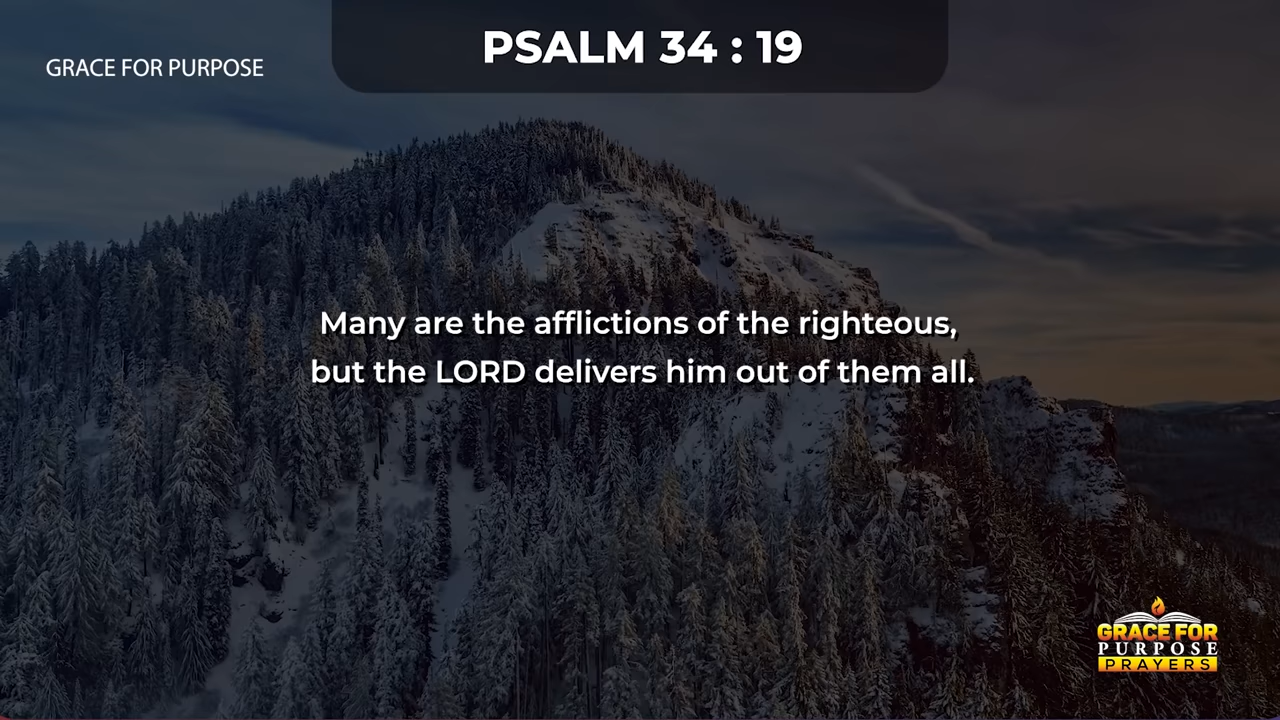 PSALM 34 : 19
GRACE FOR PURPOSE
Many are the afflictions of the righteous,
but the LORD delivers him out of them all.
GRACE FOR
PURPOSE
PRAYERS